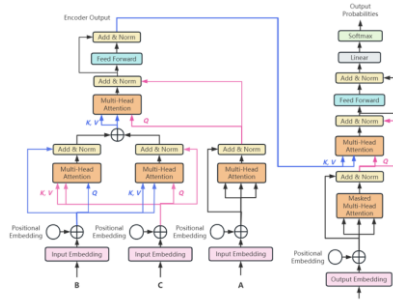 Encoder Output
Add & Norm
Feed Forward
Add & Norm
Multi-Head
Attention
K, V
Q
Add & Norm
Multi-Head
Attention
K, V
Q
Positional
Embedding
Input Embedding
B
Add & Norm
Multi-Head
Attention
K, V
Q
Positional
Embedding
Input Embedding
C
Add & Norm
Multi-Head
Attention
Positional
Embedding
Input Embedding
A
Output
Probabilities
Softmax
Linear
Add & Norm
Feed Forward
Add & Norm
Multi-Head
Attention
K, V
Q
Add & Norm
Masked
Multi-Head
Attention
Positional
Embedding
Output Embedding